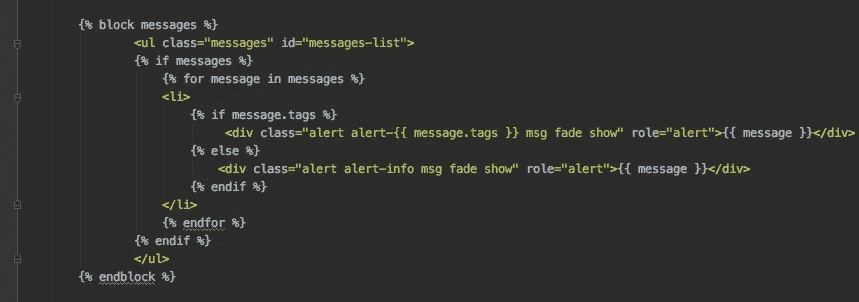 {% block messages %}
<ul class="messages" id="messages-list">
{% if messages %}
{% for message in messages %}
<li>
{% if message.tags %}
<div class="alert alert-{{ message.tags }} msg fade show" role="alert">{{ message }}</div>
{% else %}
<div class="alert alert-info msg fade show" role="alert">{{ message }}</div>
{% endif %}
</li>
{% endfor %}
{% endif %}
</ul>
{% endblock %}